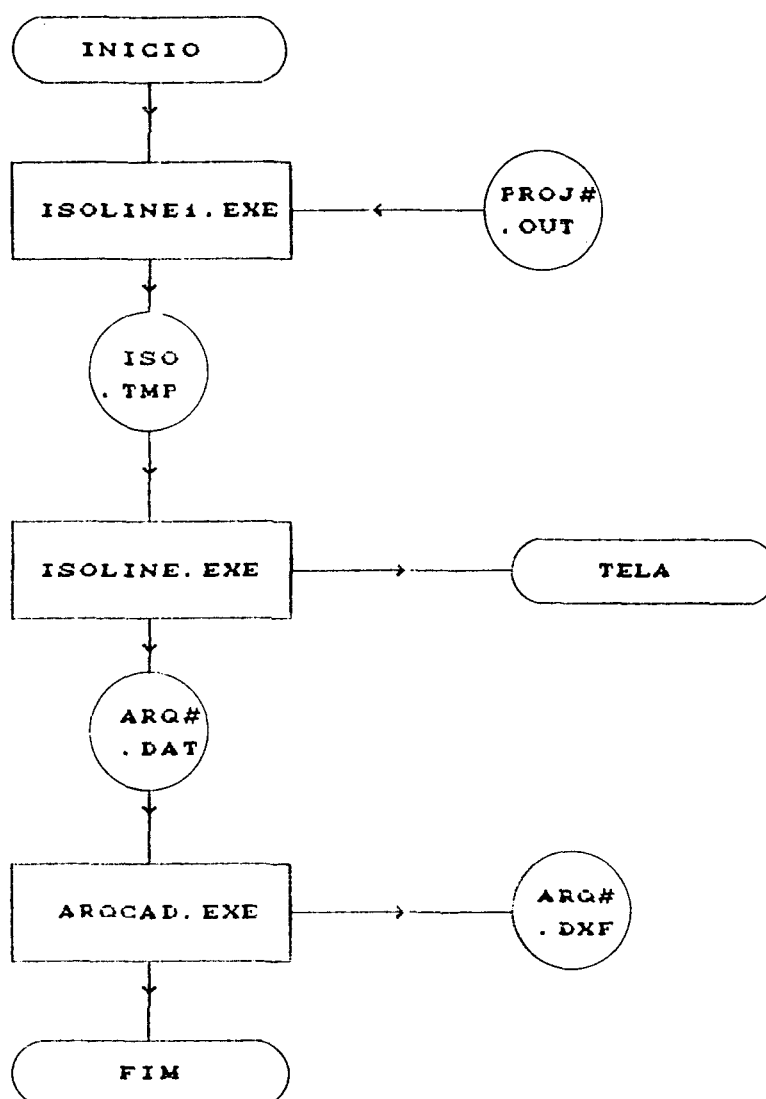 INICIO
ISOLINE1.EXE
PROJ#
.OUT
ISO
.TMP
ISOLINE.EXE
TELA
ARQ#
.DAT
ARQCAD.EXE
ARQ#
.DXF
FIM